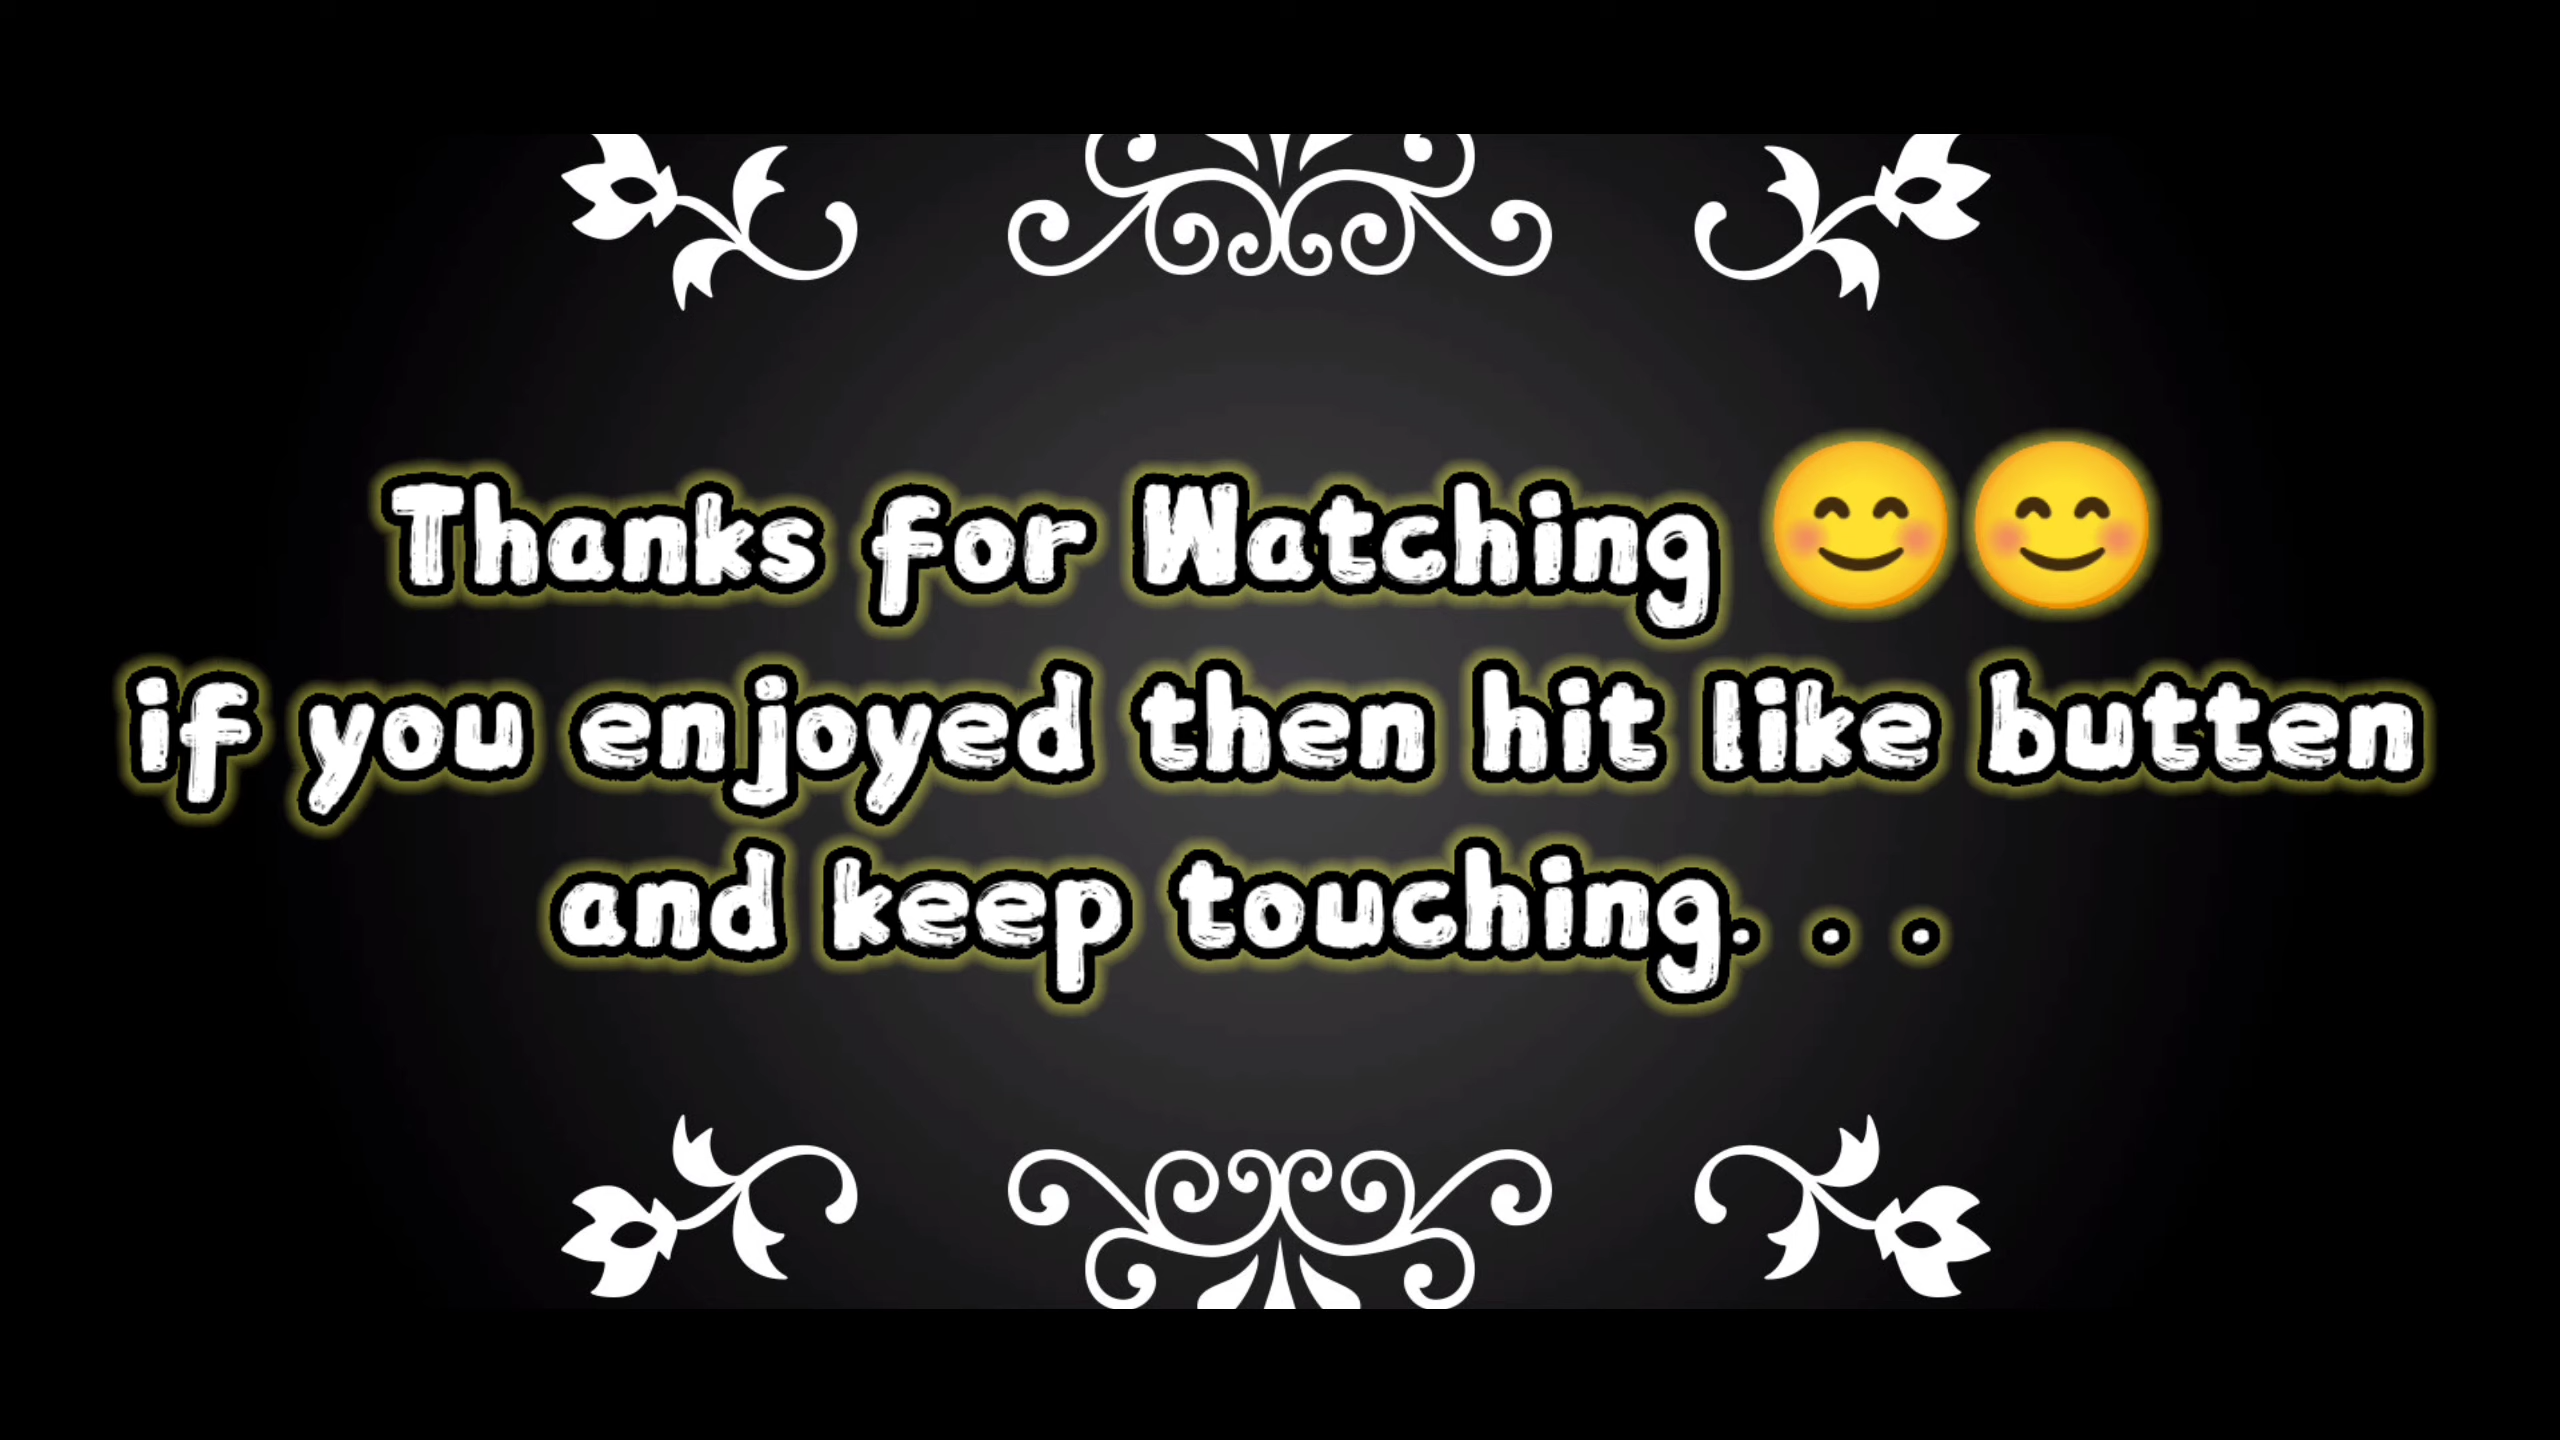 Thanks for Watching 😊😊
if you enjoyed then hit like butten
and keep touching. . .